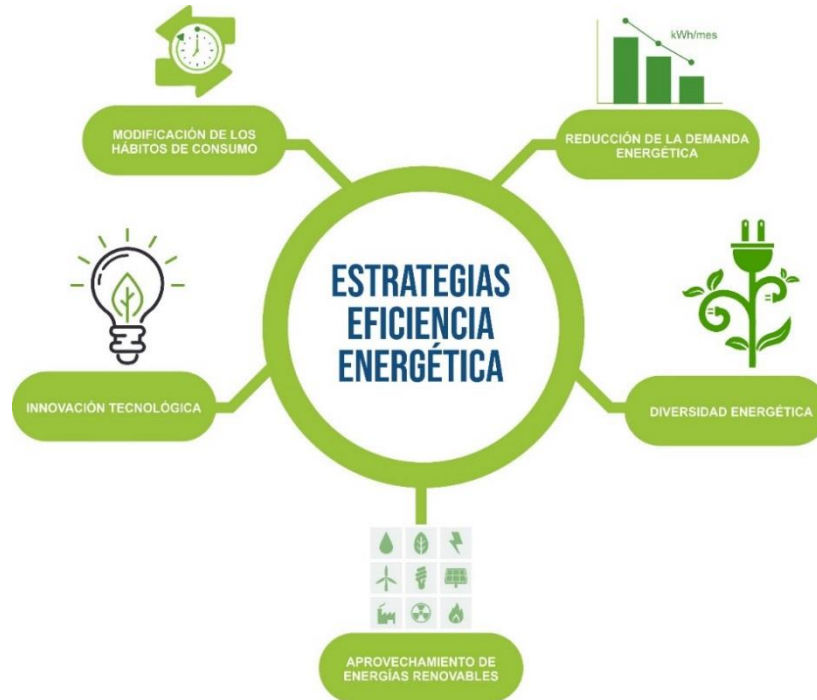 kWh/mes
MODIFICACIÓN DE LOS
HÁBITOS DE CONSUMO
REDUCCIÓN DE LA DEMANDA
ENERGÉTICA
ESTRATEGIAS
EFICIENCIA
ENERGÉTICA
INNOVACIÓN TECNOLÓGICA
DIVERSIDAD ENERGÉTICA
APROVECHAMIENTO DE
ENERGÍAS RENOVABLES